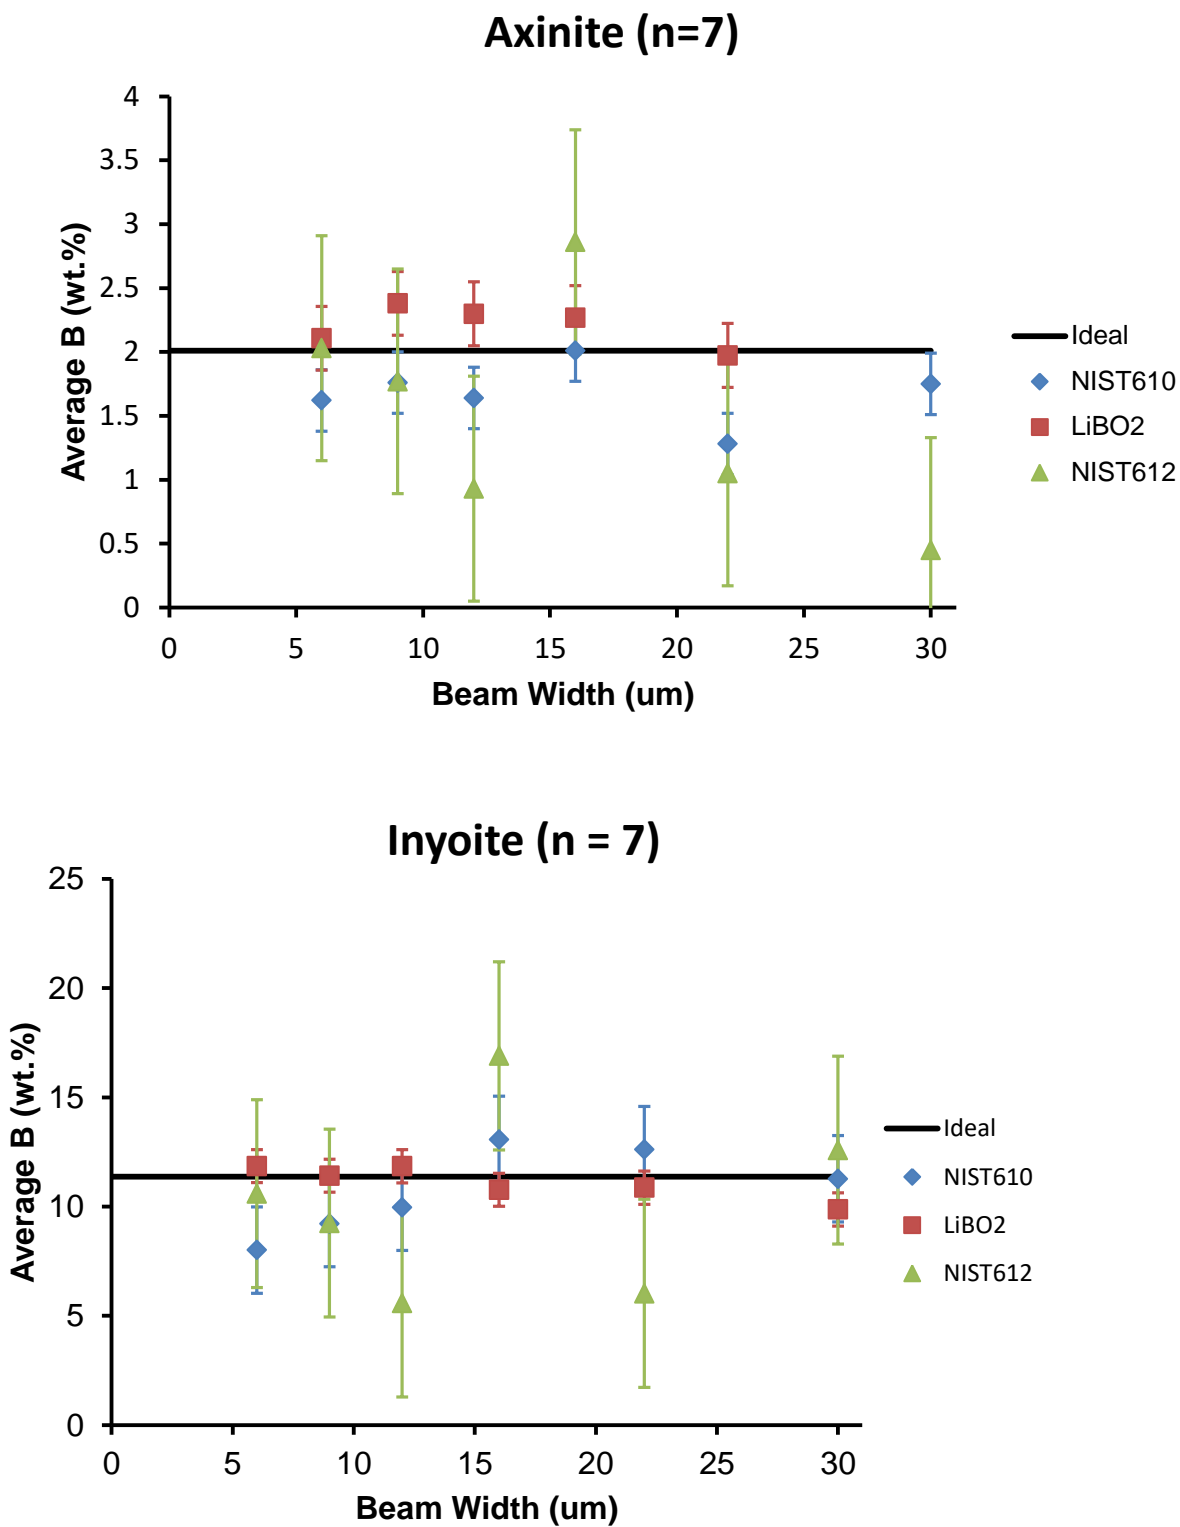 Axinite (n=7)
4
3.5
3
2.5
2
1.5
1
0.5
0
0 5 10 15 20 25 30
Average B (wt.%)
Beam Width (um)
Ideal
NIST610
LiBO2
NIST612
Inyoite (n = 7)
25
20
15
10
5
0
0 5 10 15 20 25 30
Average B (wt.%)
Beam Width (um)
Ideal
NIST610
LiBO2
NIST612